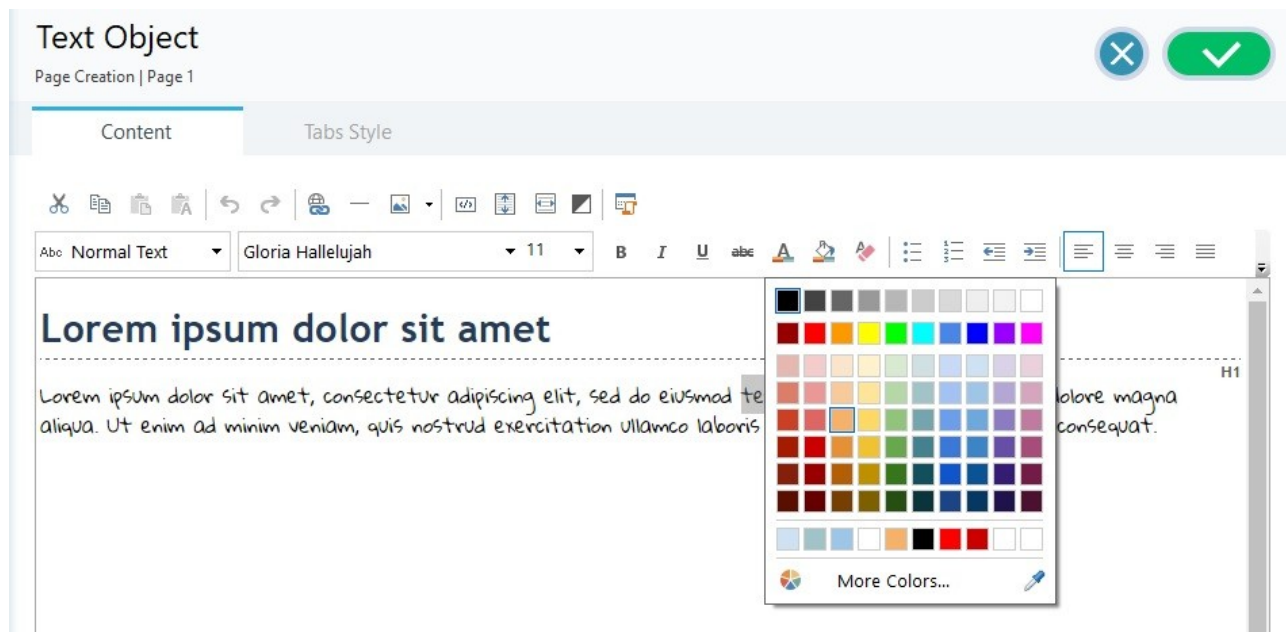 Text Object
Page Creation | Page 1
Content
Tabs Style
Abc Normal Text
Gloria Hallelujah
11
B I U abc A
Lorem ipsum dolor sit amet
H1
Lorem ipsum dolor sit amet, consectetur adipiscing elit, sed do eiusmod te dolore magna
aliqua. Ut enim ad minim veniam, quis nostrud exercitation ullamco laboris consequat.
More Colors...